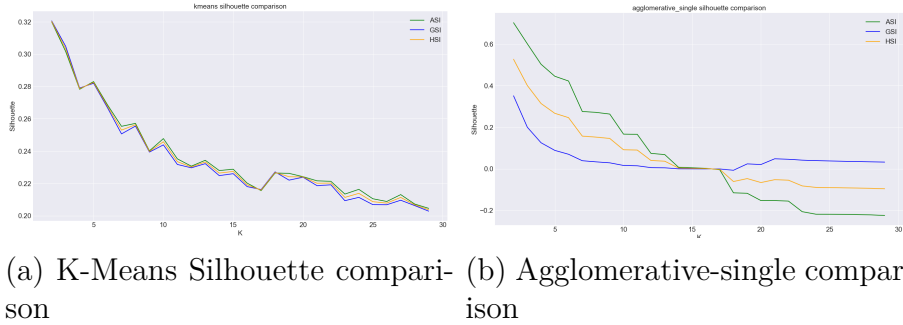 kmeans silhouette comparison
ASI
GSI
HSI
0.32
0.30
0.28
0.26
0.24
0.22
0.20
Silhouette
5
10
15
20
25
30
K
(a) K-Means Silhouette compari-
son
agglomerative_single silhouette comparison
ASI
GSI
HSI
0.6
0.4
0.2
0.0
−0.2
Silhouette
5
10
15
20
25
30
K
(b) Agglomerative-single compar
ison